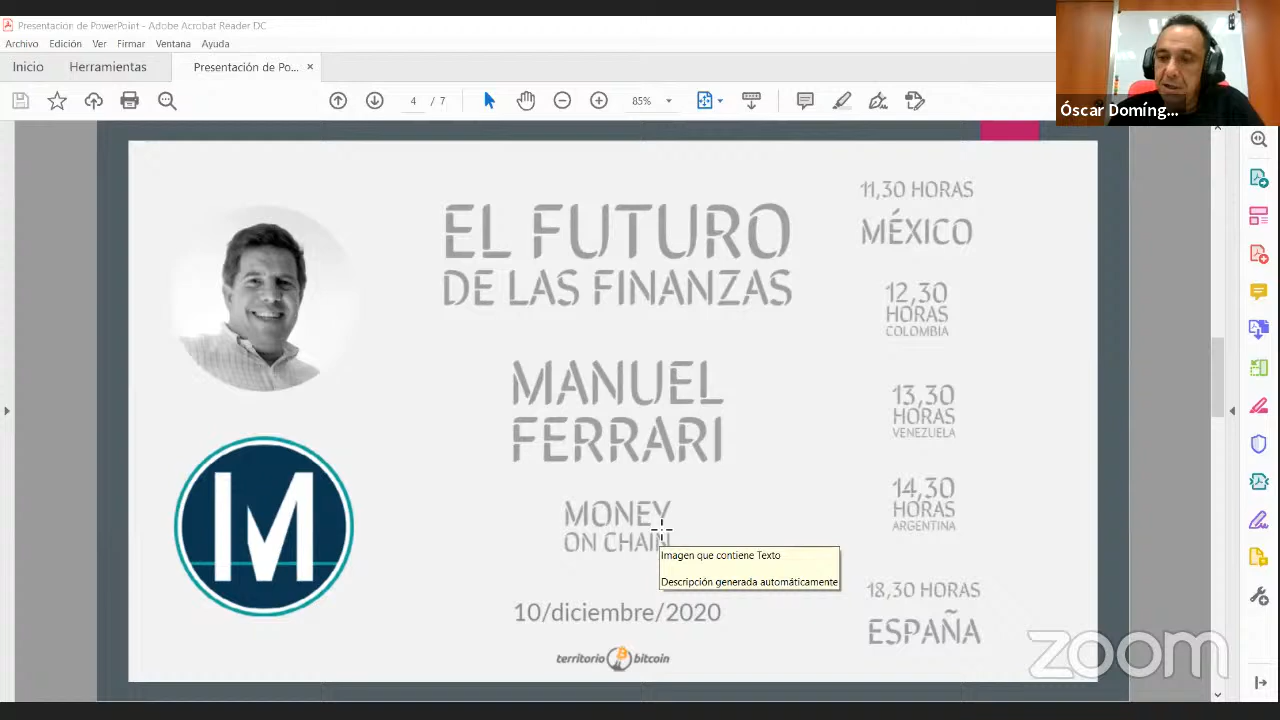 Presentación de PowerPoint - Adobe Acrobat Reader DC
Archivo Edición Ver Firmar Ventana Ayuda
Inicio Herramientas Presentación de Po... ×
4 / 7 85%
Óscar Domíng...
EL FUTURO
DE LAS FINANZAS
MANUEL
FERRARI
MONEY
ON CHAIN
Imagen que contiene Texto
Descripción generada automáticamente
10/diciembre/2020
territorio bitcoin
11,30 HORAS
MÉXICO
12,30
HORAS
COLOMBIA
13,30
HORAS
VENEZUELA
14,30
HORAS
ARGENTINA
18,30 HORAS
ESPAÑA
M
zoom